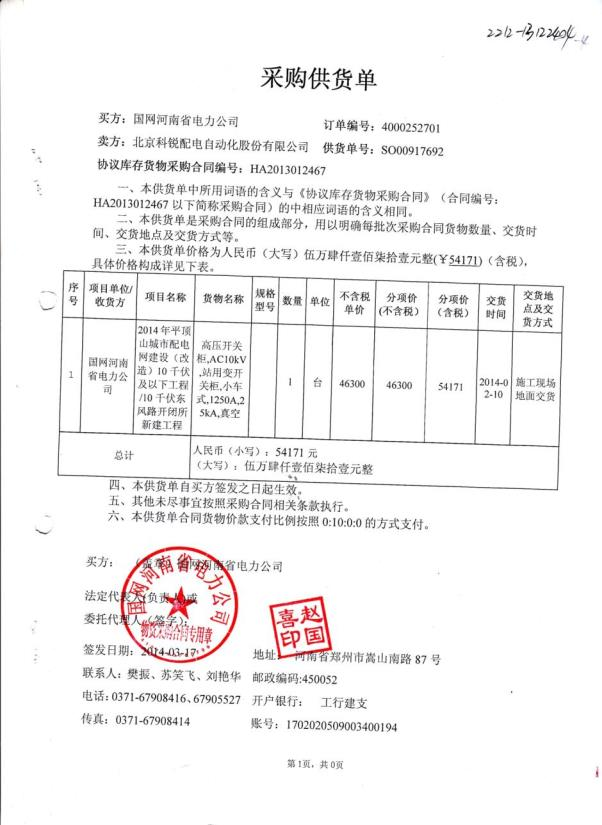 2212-13122404-4
采购供货单
买方：国网河南省电力公司 订单编号：4000252701
卖方：北京科锐配电自动化股份有限公司 供货单号：SO00917692
协议库存货物采购合同编号：HA2013012467
一、本供货单中所用词语的含义与《协议库存货物采购合同》（合同编号：
HA2013012467 以下简称采购合同）的中相应词语的含义相同。
二、本供货单是采购合同的组成部分，用以明确每批次采购合同货物数量、交货时
间、交货地点及交货方式等。
三、本供货单价格为人民币（大写）伍万肆仟壹佰柒拾壹元整(￥54171)（含税），
具体价格构成详见下表。
序号 项目单位/收货方 项目名称 货物名称 规格型号 数量 单位 不含税单价 分项价(不含税) 分项价(含税) 交货时间 交货地点及交货方式
1 国网河南省电力公司 2014年平顶山城市配电网建设（改造）10千伏及以下工程/10千伏东风路开闭所新建工程 高压开关柜,AC10kV,站用变开关柜,小车式,1250A,25kA,真空 1 台 46300 46300 54171 2014-02-10 施工现场地面交货
总计 人民币（小写）：54171 元
（大写）：伍万肆仟壹佰柒拾壹元整
四、本供货单自买方签发之日起生效。
五、其他未尽事宜按照采购合同相关条款执行。
六、本供货单合同货物价款支付比例按照 0:10:0:0 的方式支付。
买方： （盖章）国网河南省电力公司
法定代表人(负责人)或
委托代理人（签字）：
国网河南省电力公司
物资采购合同专用章
赵国喜印
签发日期：2014-03-17 地址： 河南省郑州市嵩山南路 87 号
联系人：樊振、苏笑飞、刘艳华 邮政编码:450052
电话：0371-67908416、67905527 开户银行： 工行建支
传真：0371-67908414 账号：1702020509003400194
第 1页，共 0页